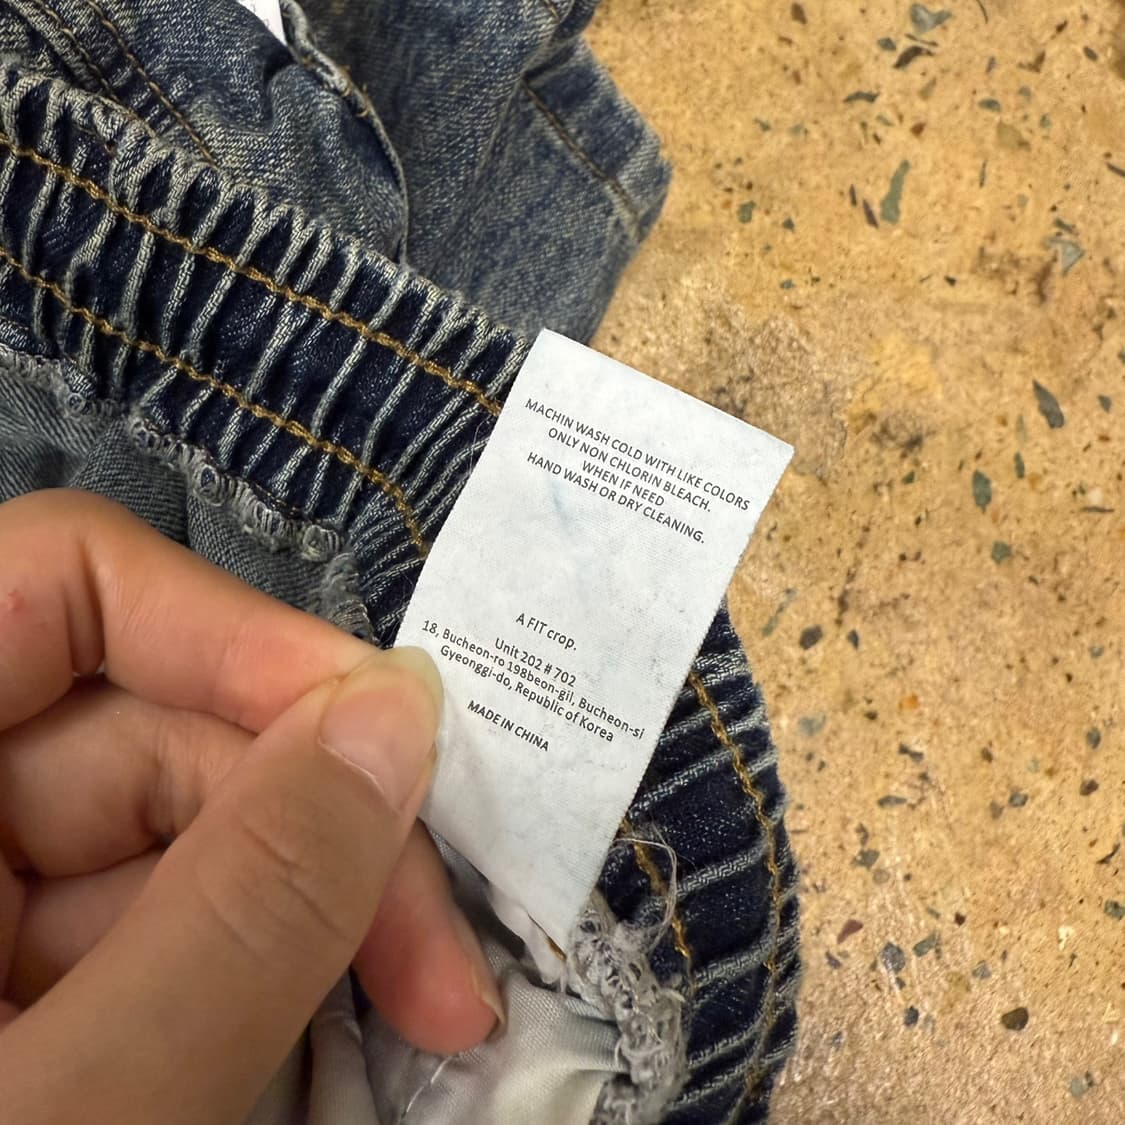 MACHIN WASH COLD WITH LIKE COLORS
ONLY NON CHLORIN BLEACH.
WHEN IF NEED
HAND WASH OR DRY CLEANING.
A FIT crop.
Unit 202 # 702
18, Bucheon-ro 198beon-gil, Bucheon-si
Gyeonggi-do, Republic of Korea
MADE IN CHINA